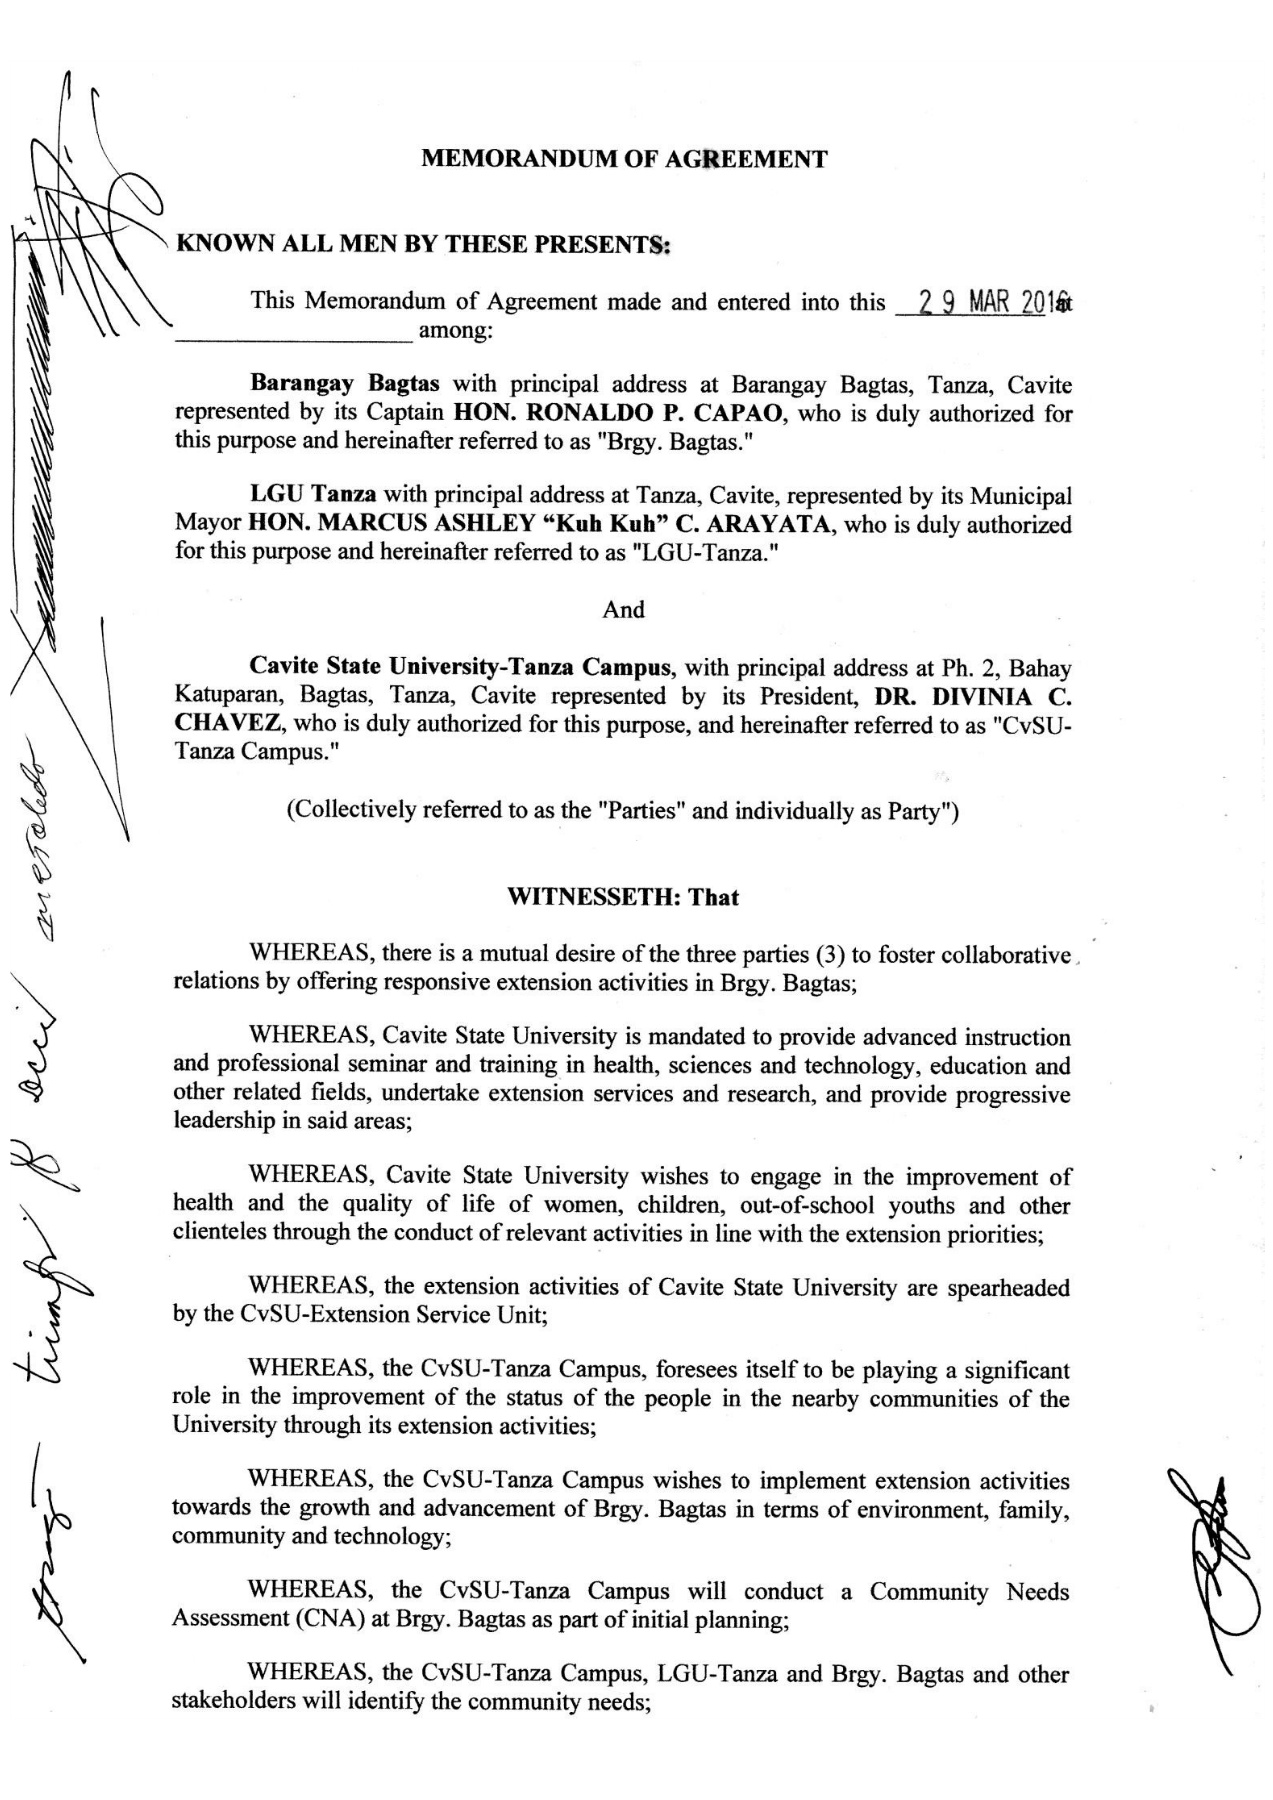 MEMORANDUM OF AGREEMENT
KNOWN ALL MEN BY THESE PRESENTS:
This Memorandum of Agreement made and entered into this 29 MAR 201 at
____________________ among:
Barangay Bagtas with principal address at Barangay Bagtas, Tanza, Cavite
represented by its Captain HON. RONALDO P. CAPAO, who is duly authorized for
this purpose and hereinafter referred to as "Brgy. Bagtas."
LGU Tanza with principal address at Tanza, Cavite, represented by its Municipal
Mayor HON. MARCUS ASHLEY “Kuh Kuh” C. ARAYATA, who is duly authorized
for this purpose and hereinafter referred to as "LGU-Tanza."
And
Cavite State University-Tanza Campus, with principal address at Ph. 2, Bahay
Katuparan, Bagtas, Tanza, Cavite represented by its President, DR. DIVINIA C.
CHAVEZ, who is duly authorized for this purpose, and hereinafter referred to as "CvSU-
Tanza Campus."
(Collectively referred to as the "Parties" and individually as Party")
WITNESSETH: That
WHEREAS, there is a mutual desire of the three parties (3) to foster collaborative
relations by offering responsive extension activities in Brgy. Bagtas;
WHEREAS, Cavite State University is mandated to provide advanced instruction
and professional seminar and training in health, sciences and technology, education and
other related fields, undertake extension services and research, and provide progressive
leadership in said areas;
WHEREAS, Cavite State University wishes to engage in the improvement of
health and the quality of life of women, children, out-of-school youths and other
clienteles through the conduct of relevant activities in line with the extension priorities;
WHEREAS, the extension activities of Cavite State University are spearheaded
by the CvSU-Extension Service Unit;
WHEREAS, the CvSU-Tanza Campus, foresees itself to be playing a significant
role in the improvement of the status of the people in the nearby communities of the
University through its extension activities;
WHEREAS, the CvSU-Tanza Campus wishes to implement extension activities
towards the growth and advancement of Brgy. Bagtas in terms of environment, family,
community and technology;
WHEREAS, the CvSU-Tanza Campus will conduct a Community Needs
Assessment (CNA) at Brgy. Bagtas as part of initial planning;
WHEREAS, the CvSU-Tanza Campus, LGU-Tanza and Brgy. Bagtas and other
stakeholders will identify the community needs;